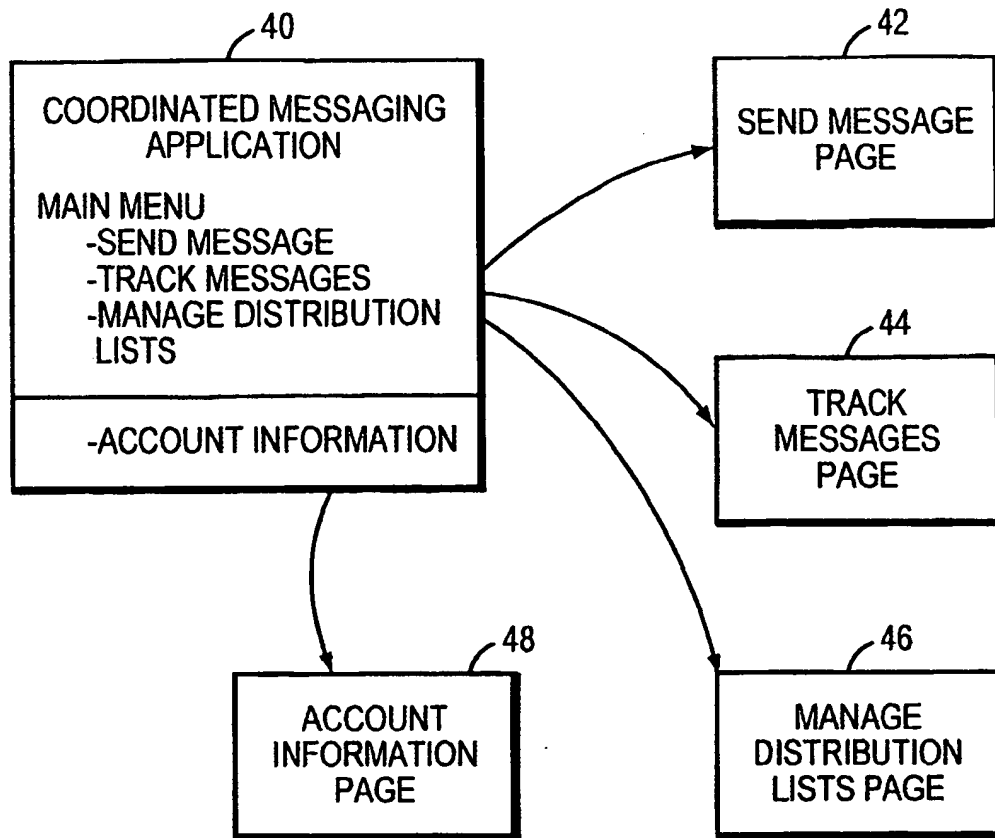 40
COORDINATED MESSAGING
APPLICATION
MAIN MENU
-SEND MESSAGE
-TRACK MESSAGES
-MANAGE DISTRIBUTION
LISTS
-ACCOUNT INFORMATION
42
SEND MESSAGE
PAGE
44
TRACK
MESSAGES
PAGE
46
MANAGE
DISTRIBUTION
LISTS PAGE
48
ACCOUNT
INFORMATION
PAGE